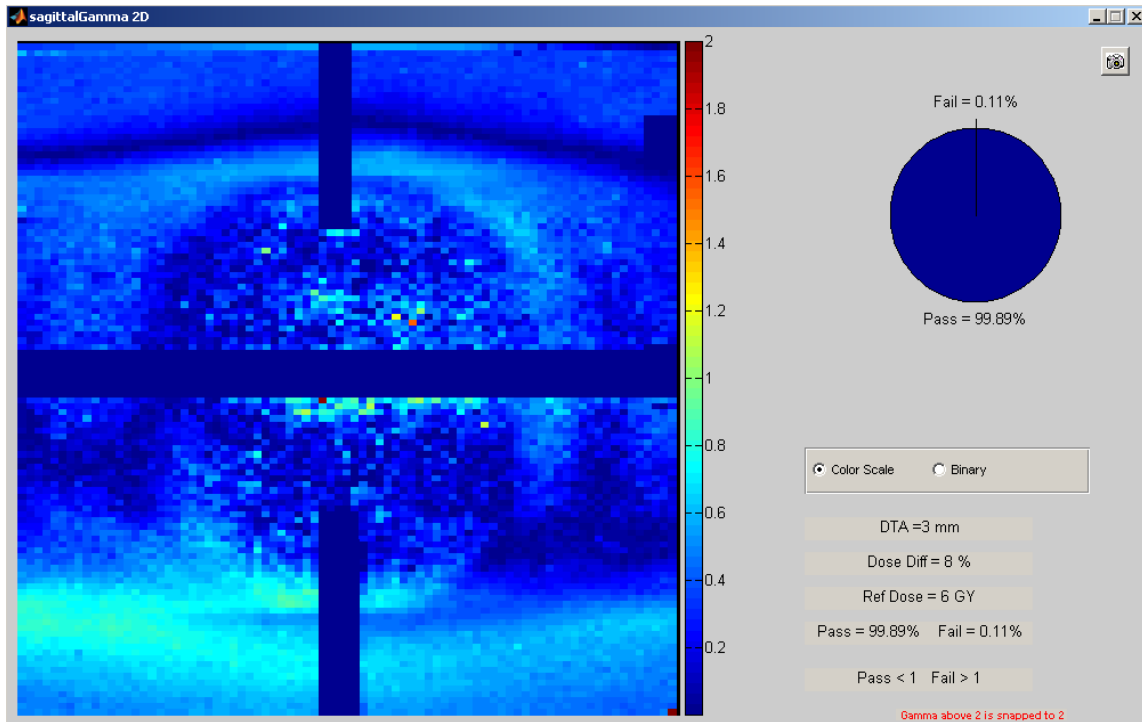 sagittalGamma 2D
2
1.8
1.6
1.4
1.2
1
0.8
0.6
0.4
0.2
Fail = 0.11%
Pass = 99.89%
Color Scale Binary
DTA =3 mm
Dose Diff = 8 %
Ref Dose = 6 GY
Pass = 99.89% Fail = 0.11%
Pass < 1 Fail > 1
Gamma above 2 is snapped to 2